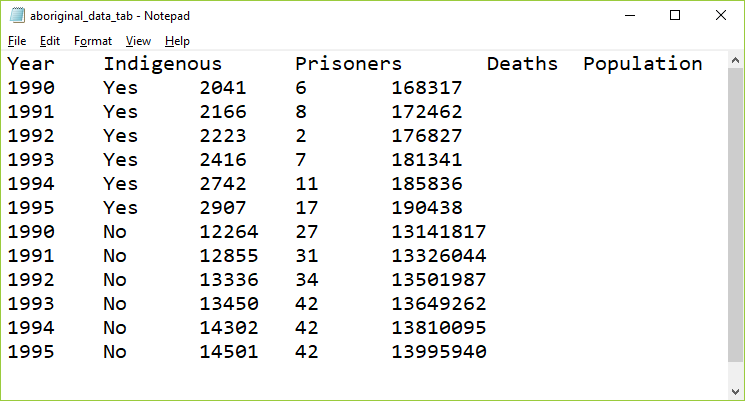 aboriginal_data_tab - Notepad
File Edit Format View Help
Year Indigenous Prisoners Deaths Population
1990 Yes 2041 6 168317
1991 Yes 2166 8 172462
1992 Yes 2223 2 176827
1993 Yes 2416 7 181341
1994 Yes 2742 11 185836
1995 Yes 2907 17 190438
1990 No 12264 27 13141817
1991 No 12855 31 13326044
1992 No 13336 34 13501987
1993 No 13450 42 13649262
1994 No 14302 42 13810095
1995 No 14501 42 13995940